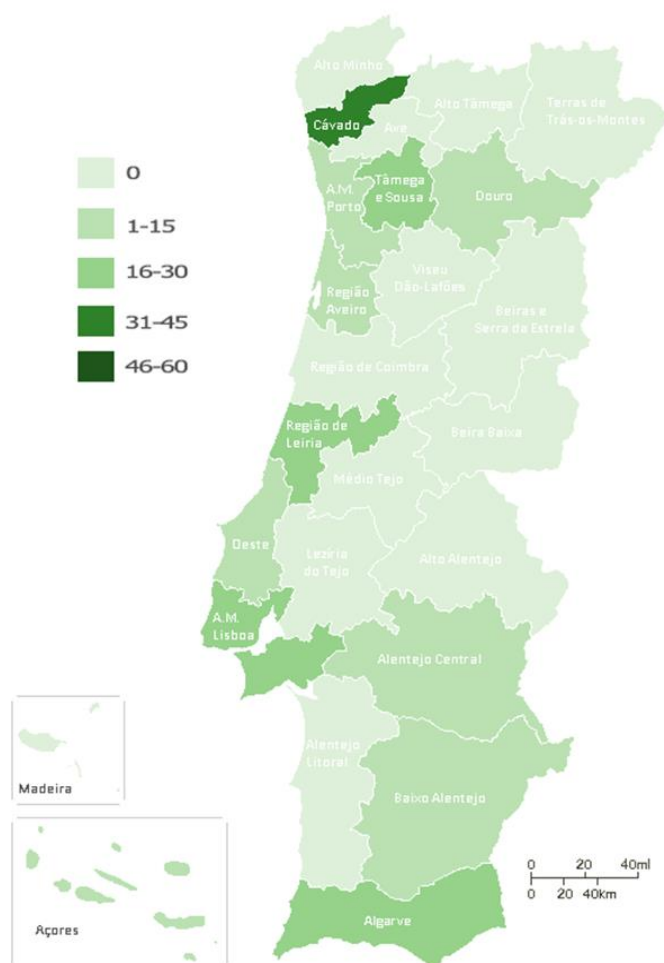 Alto Minho
Alto Tâmega
Terras de
Trás-os-Montes
Cávado
Ave
0
1-15
16-30
31-45
46-60
Tâmega
e Sousa
A.M.
Porto
Douro
Viseu
Dão-Lafões
Região
Aveiro
Beiras e
Serra da Estrela
Região de Coimbra
Região de
Leiria
Beira Baixa
Médio Tejo
Oeste
Lezíria
do Tejo
Alto Alentejo
A.M.
Lisboa
Alentejo Central
Alentejo
Litoral
Madeira
Baixo Alentejo
0 20 40ml
0 20 40Km
Algarve
Açores